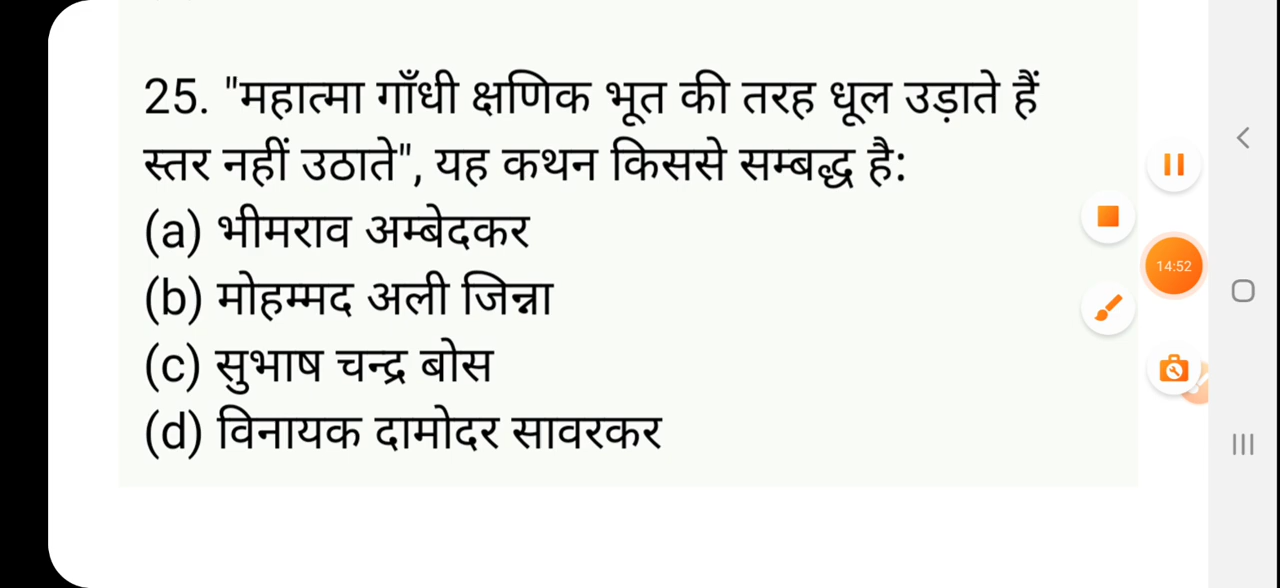 25. "महात्मा गाँधी क्षणिक भूत की तरह धूल उड़ाते हैं
स्तर नहीं उठाते", यह कथन किससे सम्बद्ध है:
(a) भीमराव अम्बेदकर
(b) मोहम्मद अली जिन्ना
(c) सुभाष चन्द्र बोस
(d) विनायक दामोदर सावरकर
14:52